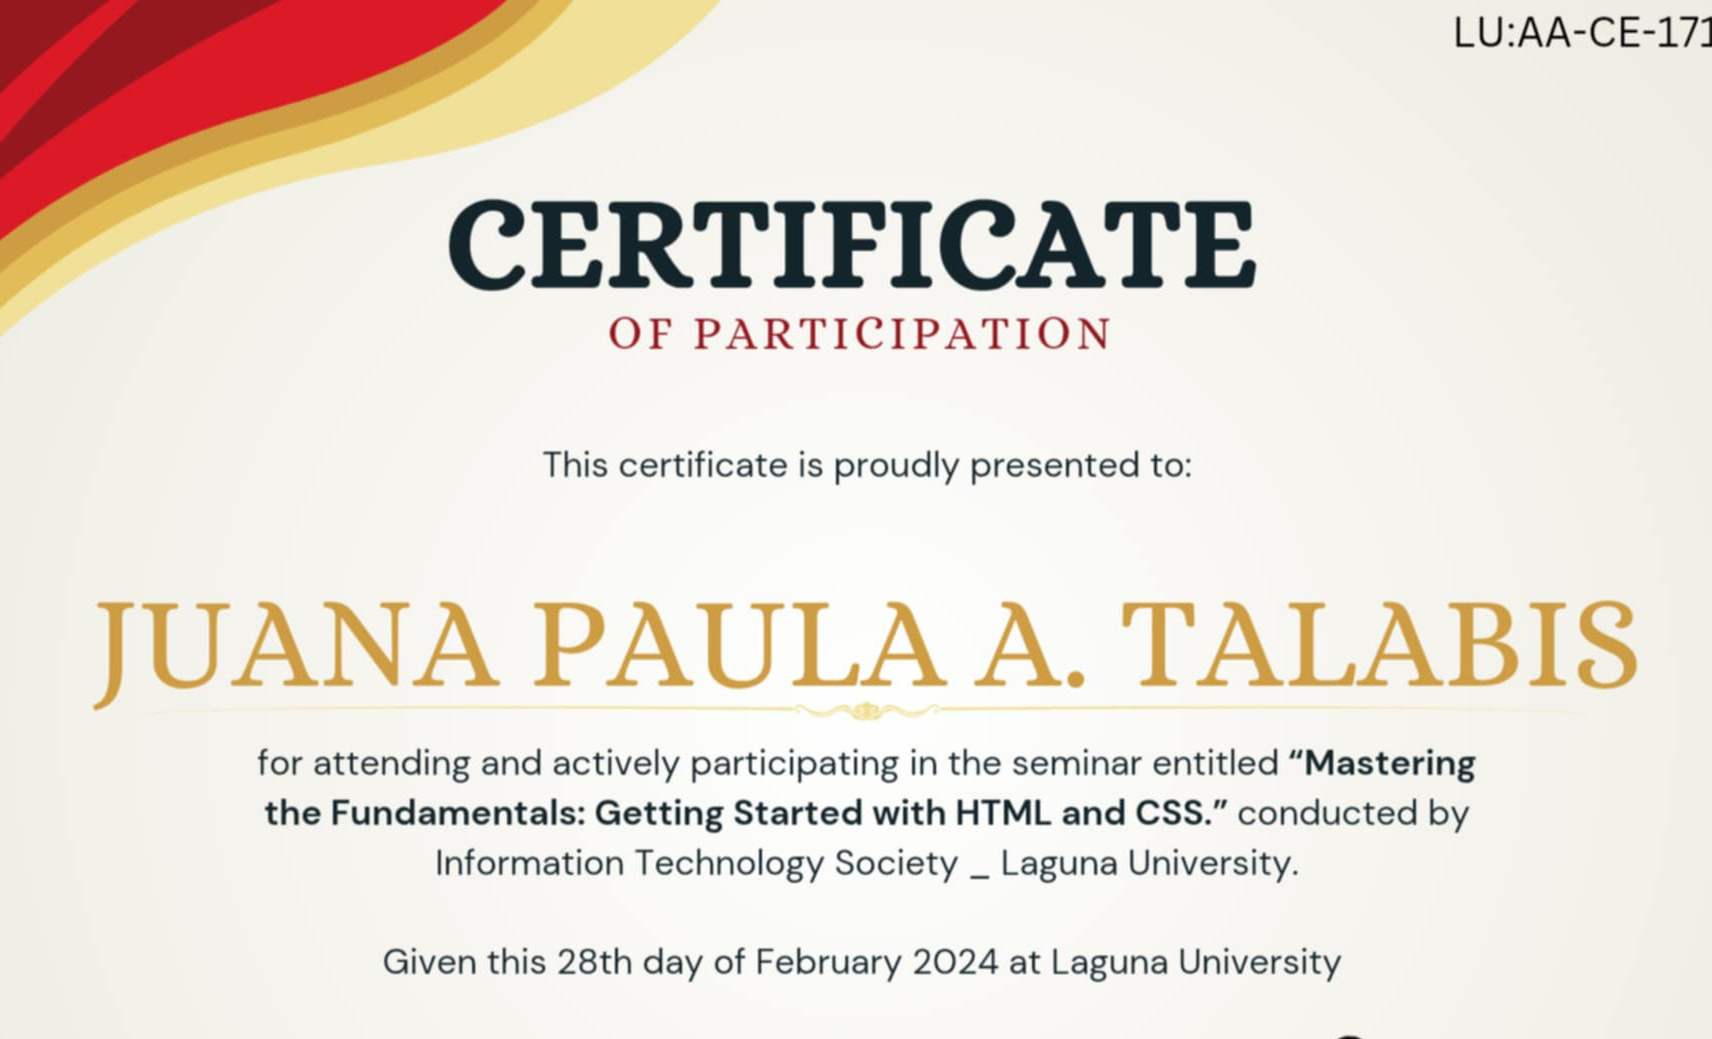 LU:AA-CE-171
CERTIFICATE
OF PARTICIPATION
This certificate is proudly presented to:
JUANA PAULA A. TALABIS
for attending and actively participating in the seminar entitled “Mastering
the Fundamentals: Getting Started with HTML and CSS.” conducted by
Information Technology Society _ Laguna University.
Given this 28th day of February 2024 at Laguna University